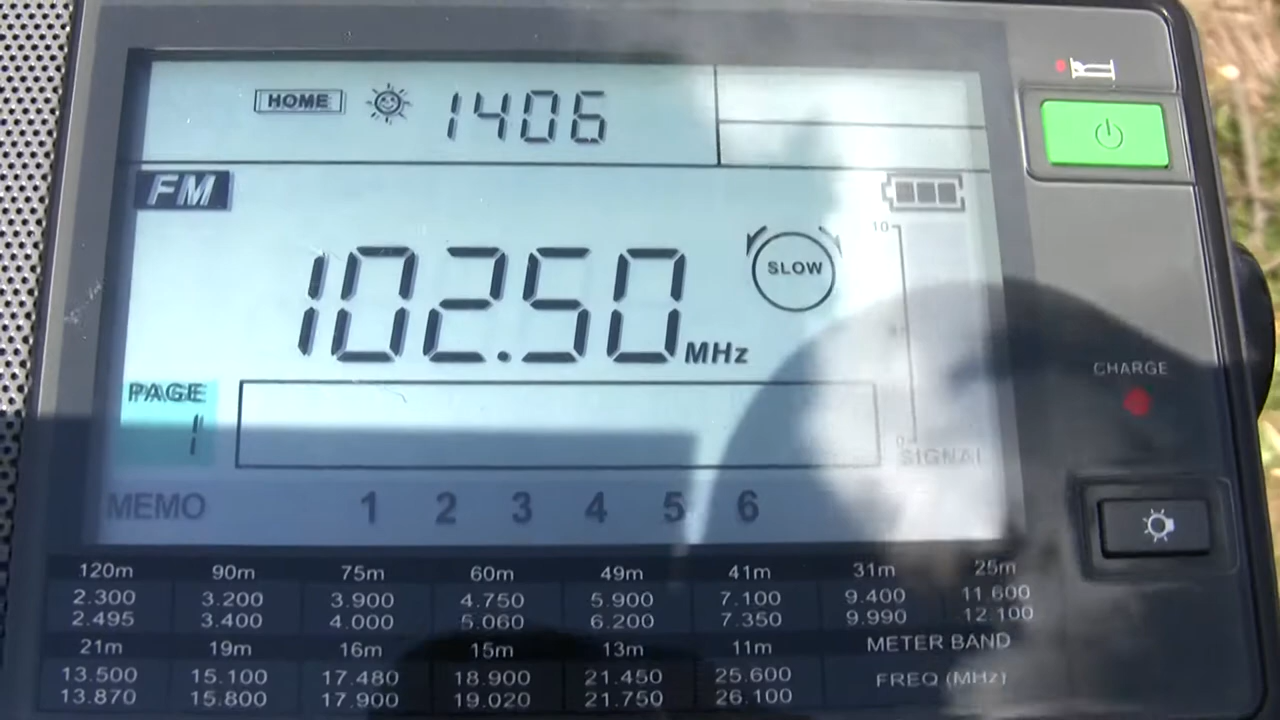 HOME 1406
FM
10
102.50 MHz
SLOW
CHARGE
PAGE
1
0
SIGNAL
MEMO 1 2 3 4 5 6
120m 90m 75m 60m 49m 41m 31m 25m
2.300 3.200 3.900 4.750 5.900 7.100 9.400 11.600
2.495 3.400 4.000 5.060 6.200 7.350 9.990 12.100
21m 19m 16m 15m 13m 11m METER BAND
13.500 15.100 17.480 18.900 21.450 25.600 FREQ (MHz)
13.870 15.800 17.900 19.020 21.750 26.100